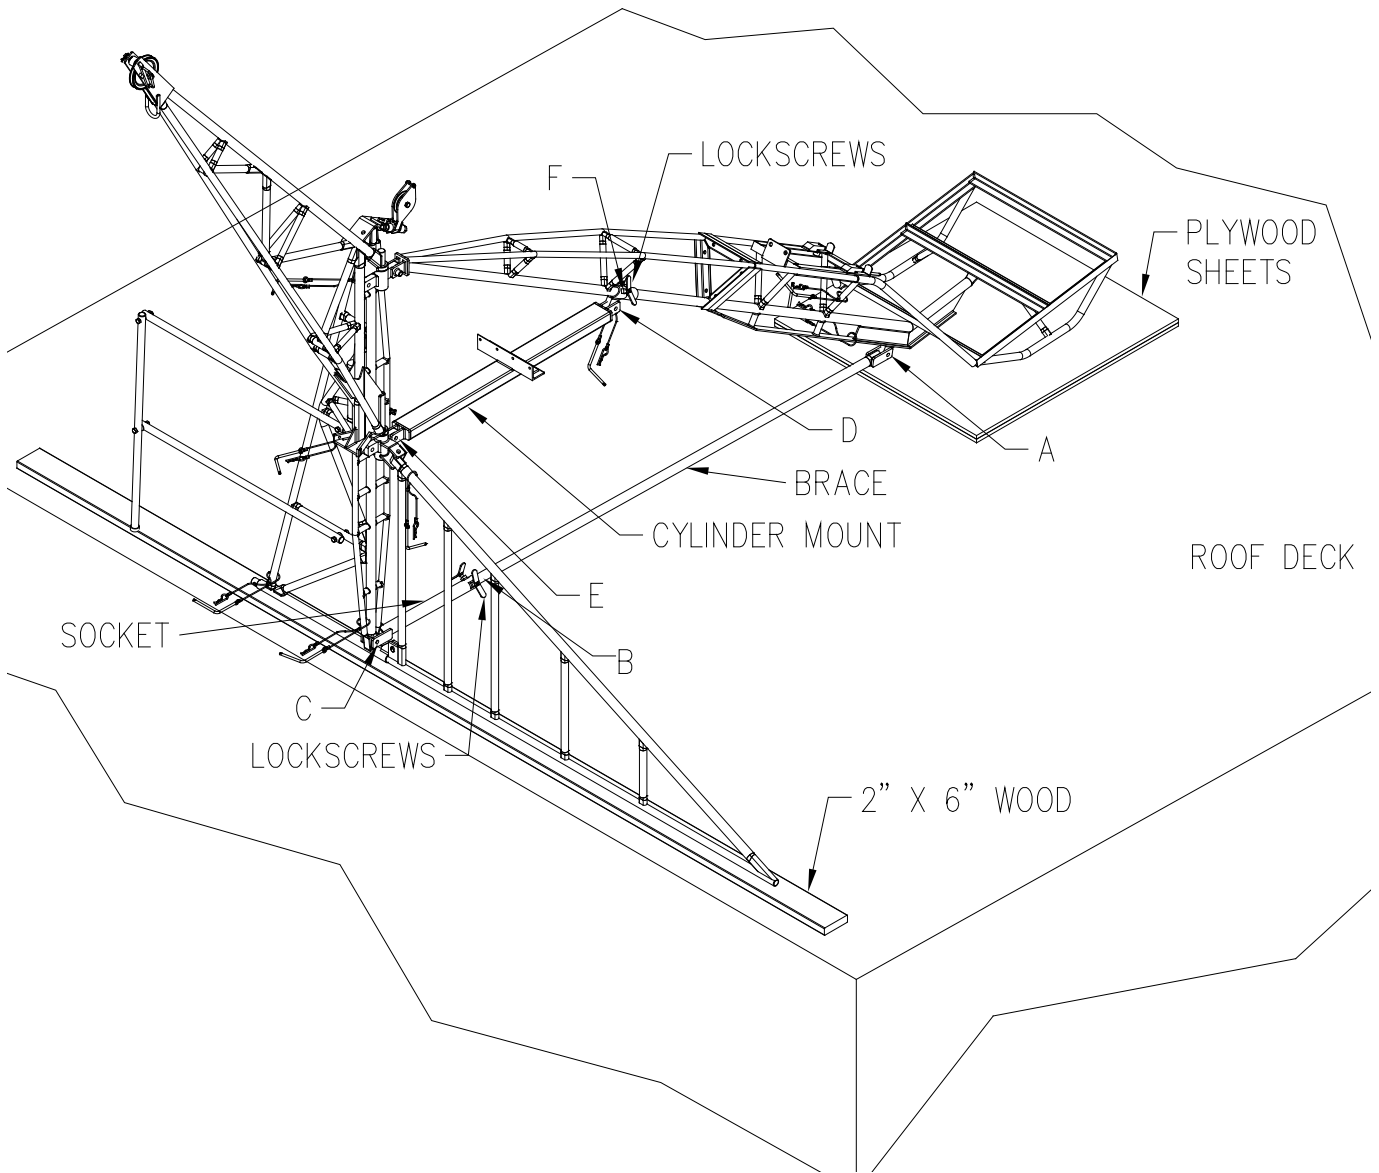 LOCKSCREWS
F
PLYWOOD
SHEETS
D
A
BRACE
CYLINDER MOUNT
ROOF DECK
E
SOCKET
B
C
LOCKSCREWS
2” X 6” WOOD